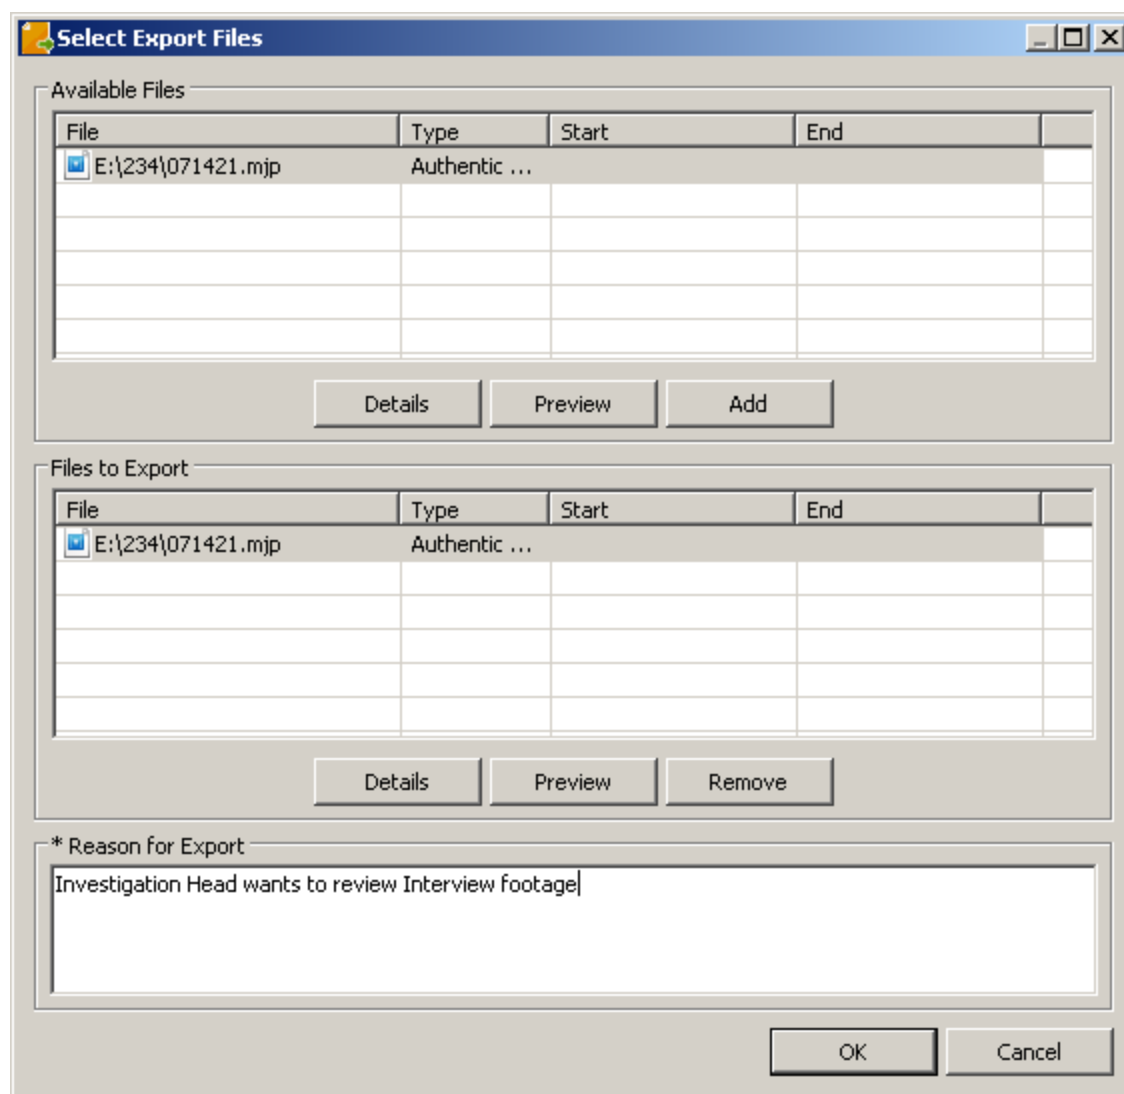 Select Export Files
Available Files
File Type Start End
E:\234\071421.mjp Authentic ...
Details Preview Add
Files to Export
File Type Start End
E:\234\071421.mjp Authentic ...
Details Preview Remove
* Reason for Export
Investigation Head wants to review Interview footage
OK Cancel